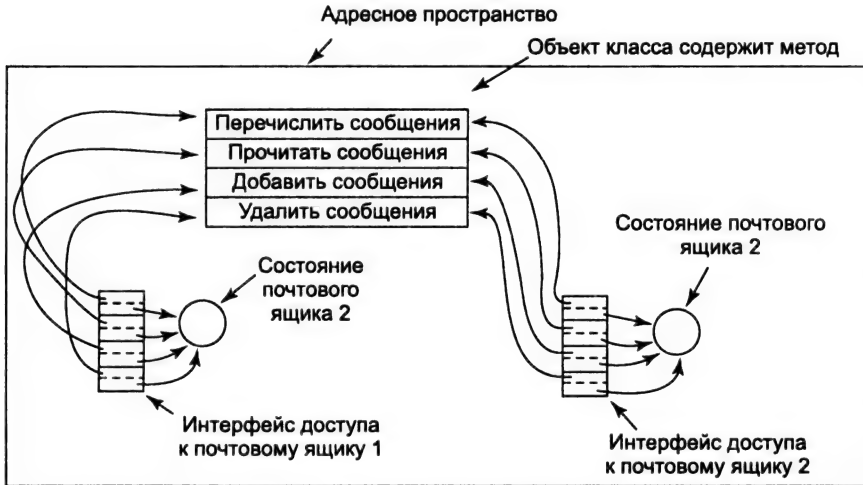 Адресное пространство
Объект класса содержит метод
Перечислить сообщения
Прочитать сообщения
Добавить сообщения
Удалить сообщения
Состояние
почтового
ящика 2
Состояние почтового
ящика 2
Интерфейс доступа
к почтовому ящику 1
Интерфейс доступа
к почтовому ящику 2